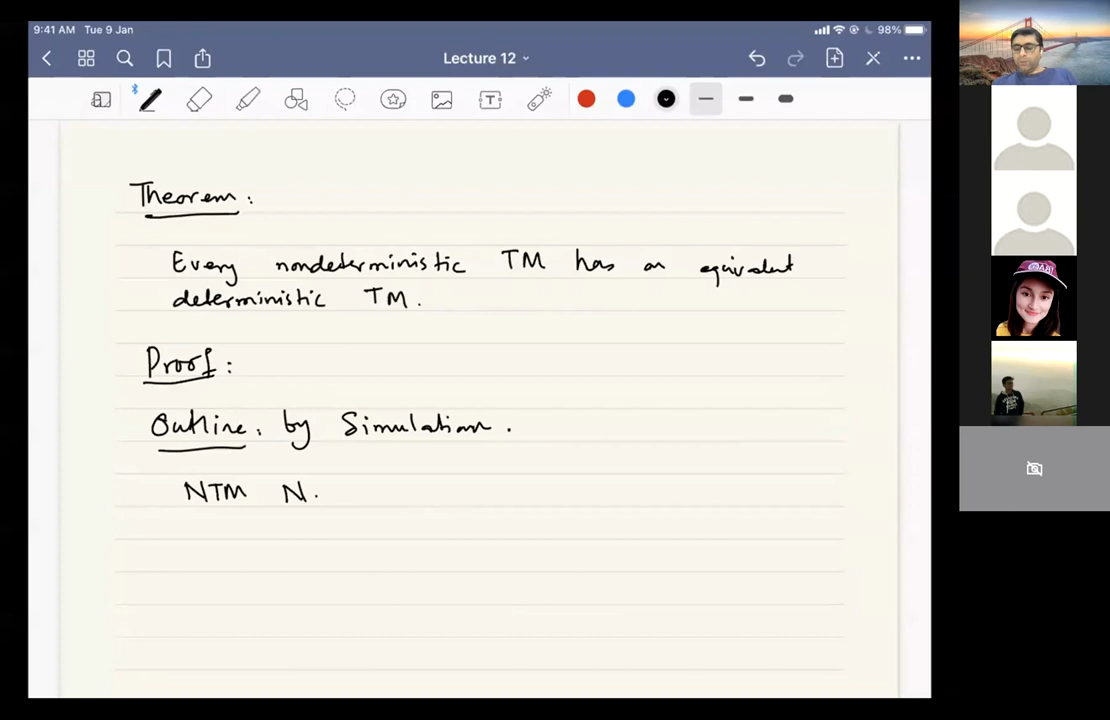 9:41 AM Tue 9 Jan
98%
Lecture 12
Theorem:
Every nondeterministic TM has an equivalent
deterministic TM.
Proof:
Outline: by Simulation.
NTM N.